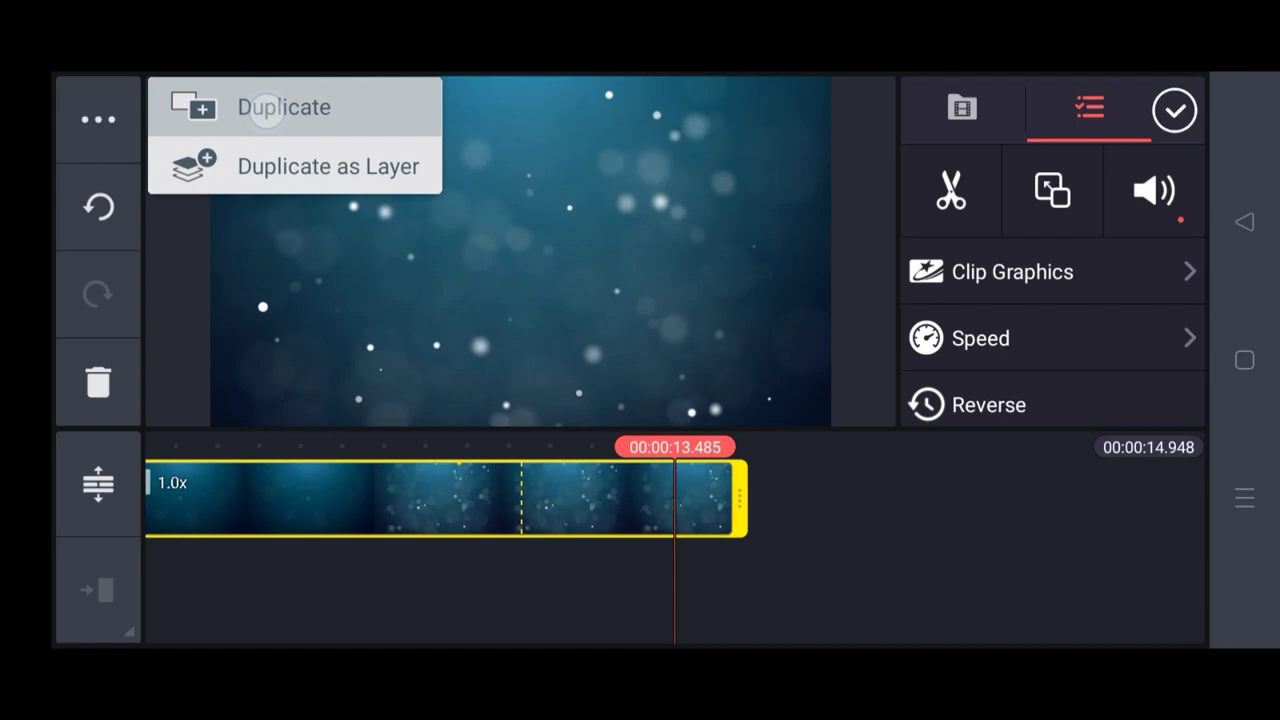 Duplicate
Duplicate as Layer
Clip Graphics
Speed
Reverse
00:00:13.485
00:00:14.948
1.0x